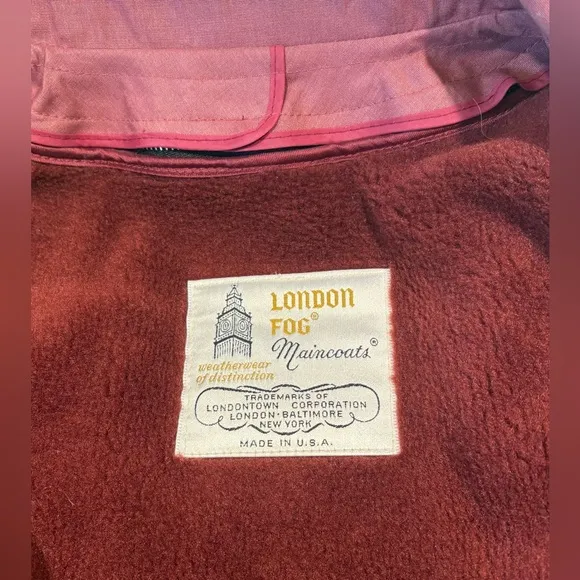 LONDON
FOG®
Maincoats®
weatherwear
of distinction
TRADEMARKS OF
LONDONTOWN CORPORATION
LONDON·BALTIMORE
NEW YORK
MADE IN U.S.A.